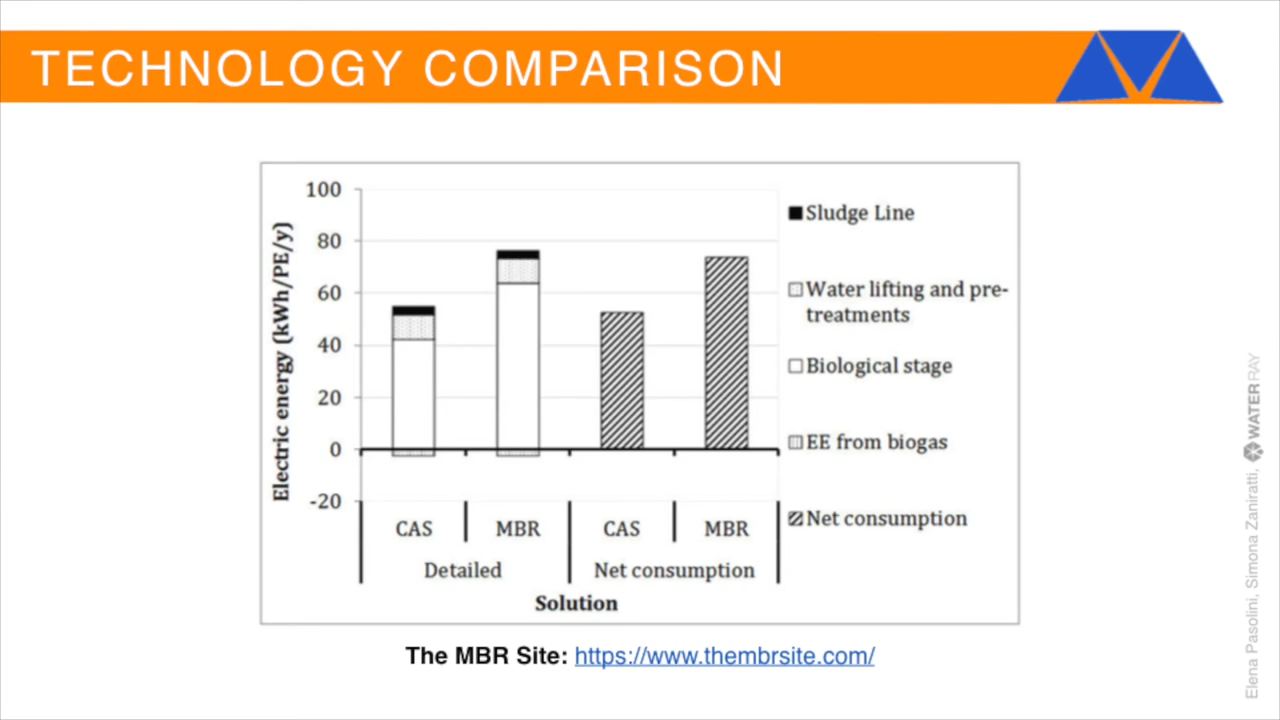 TECHNOLOGY COMPARISON
Electric energy (kWh/PE/y)
100
80
60
40
20
0
-20
CAS
MBR
CAS
MBR
Detailed
Net consumption
Solution
Sludge Line
Water lifting and pre-
treatments
Biological stage
EE from biogas
Net consumption
The MBR Site: https://www.thembrsite.com/
Elena Pasolini, Simona Zaniratti, WATER RAY